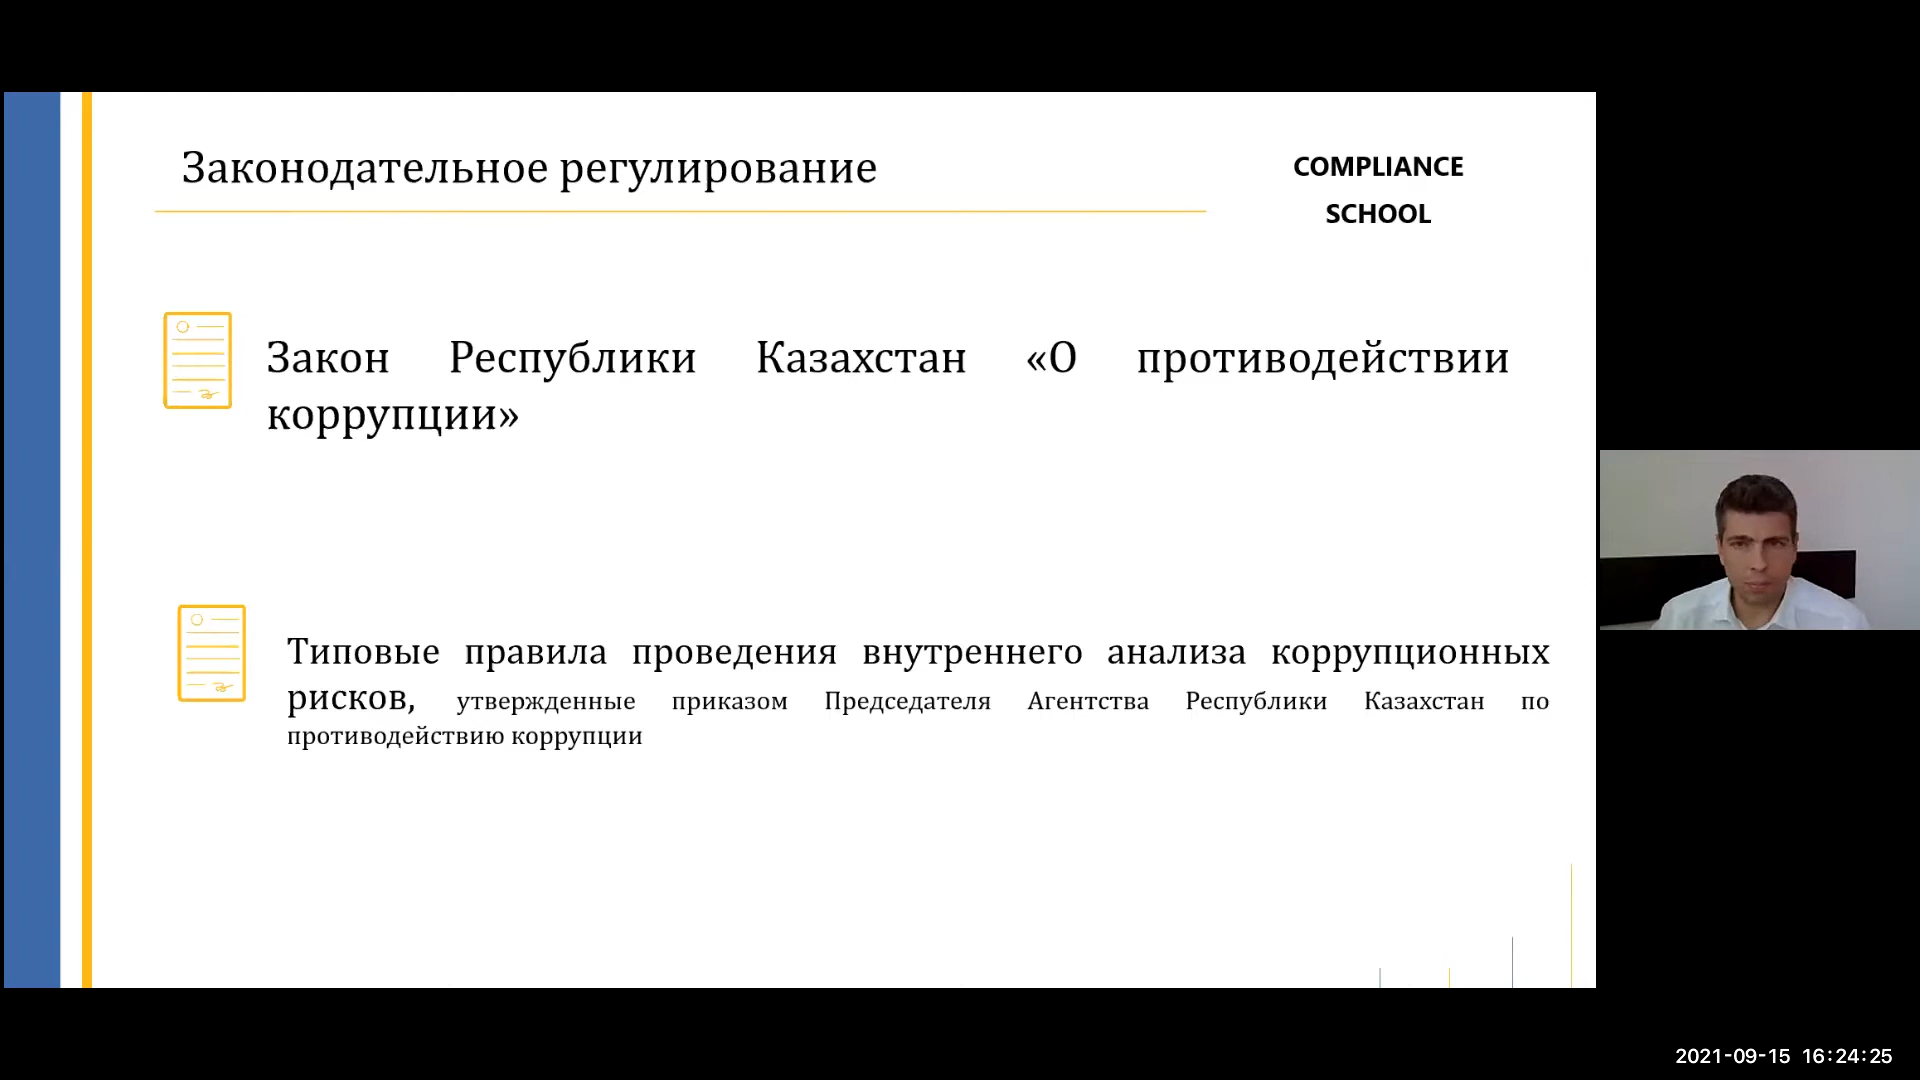 Законодательное регулирование
COMPLIANCE
SCHOOL
Закон Республики Казахстан «О противодействии
коррупции»
Типовые правила проведения внутреннего анализа коррупционных
рисков, утвержденные приказом Председателя Агентства Республики Казахстан по
противодействию коррупции
2021-09-15 16:24:25